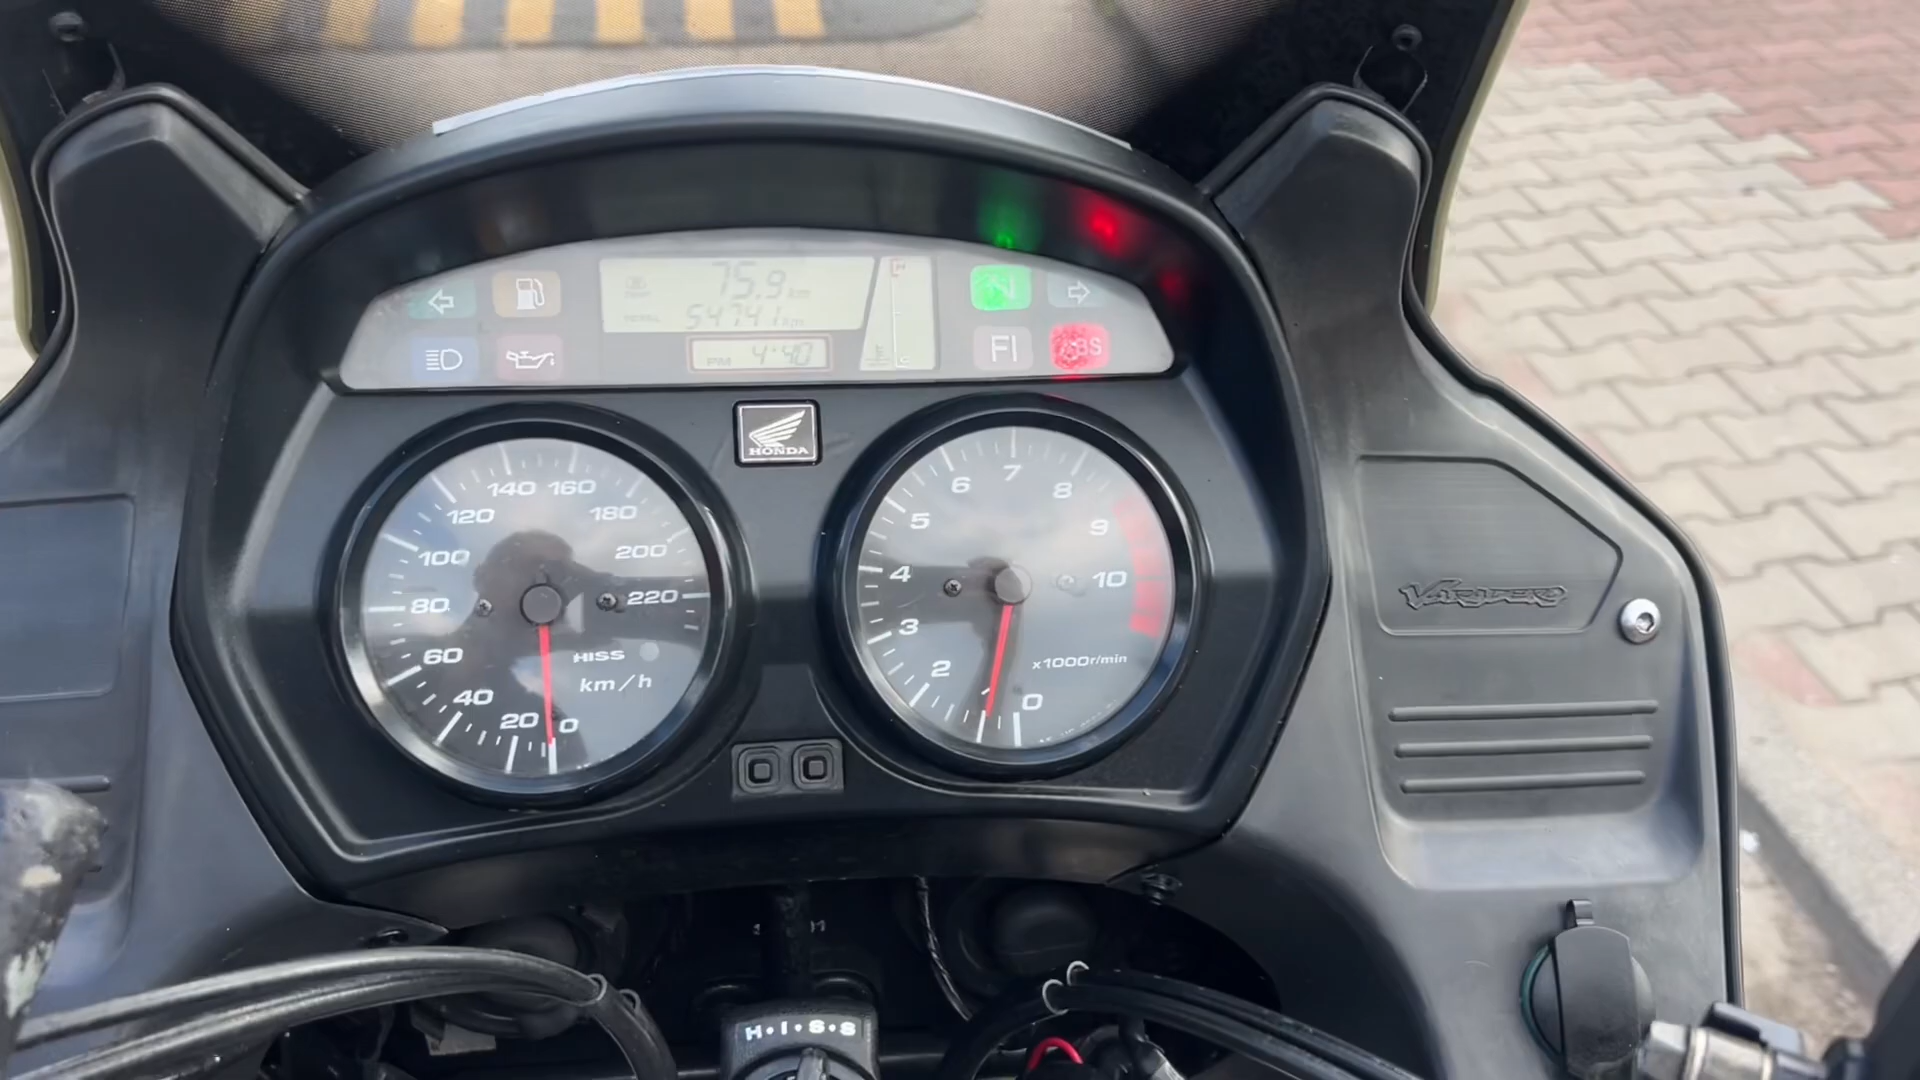 75.9 km
TOTAL 54741 km
PM 4:40
H
C
N
FI
ABS
HONDA
0 20 40 60 80 100 120 140 160 180 200 220
HISS
km/h
0 2 3 4 5 6 7 8 9 10
x1000r/min
VARADERO
H•I•S•S